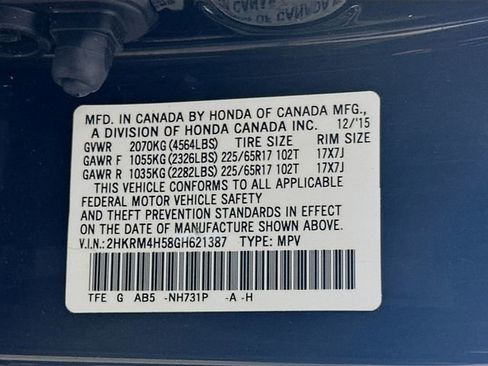 OF CANADA
MFD. IN CANADA BY HONDA OF CANADA MFG.,
A DIVISION OF HONDA CANADA INC. 12/'15
GVWR 2070KG (4564LBS) TIRE SIZE RIM SIZE
GAWR F 1055KG (2326LBS) 225/65R17 102T 17X7J
GAWR R 1035KG (2282LBS) 225/65R17 102T 17X7J
THIS VEHICLE CONFORMS TO ALL APPLICABLE
FEDERAL MOTOR VEHICLE SAFETY
AND THEFT PREVENTION STANDARDS IN EFFECT
ON THE DATE OF MANUFACTURE SHOWN ABOVE.
V.I.N.: 2HKRM4H58GH621387 TYPE: MPV
TFE G AB5 -NH731P -A -H